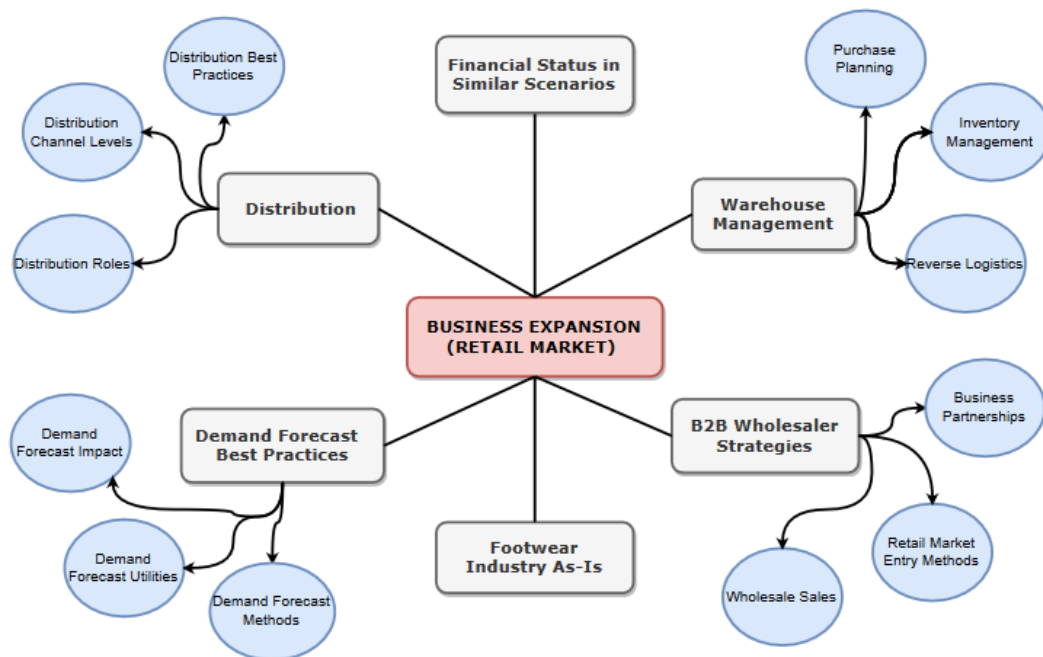 Distribution Best
Practices
Financial Status in
Similar Scenarios
Purchase
Planning
Distribution
Channel Levels
Inventory
Management
Distribution
Warehouse
Management
Distribution Roles
Reverse Logistics
BUSINESS EXPANSION
(RETAIL MARKET)
Demand
Forecast Impact
Demand Forecast
Best Practices
B2B Wholesaler
Strategies
Business
Partnerships
Demand
Forecast Utilities
Footwear
Industry As-Is
Retail Market
Entry Methods
Demand Forecast
Methods
Wholesale Sales